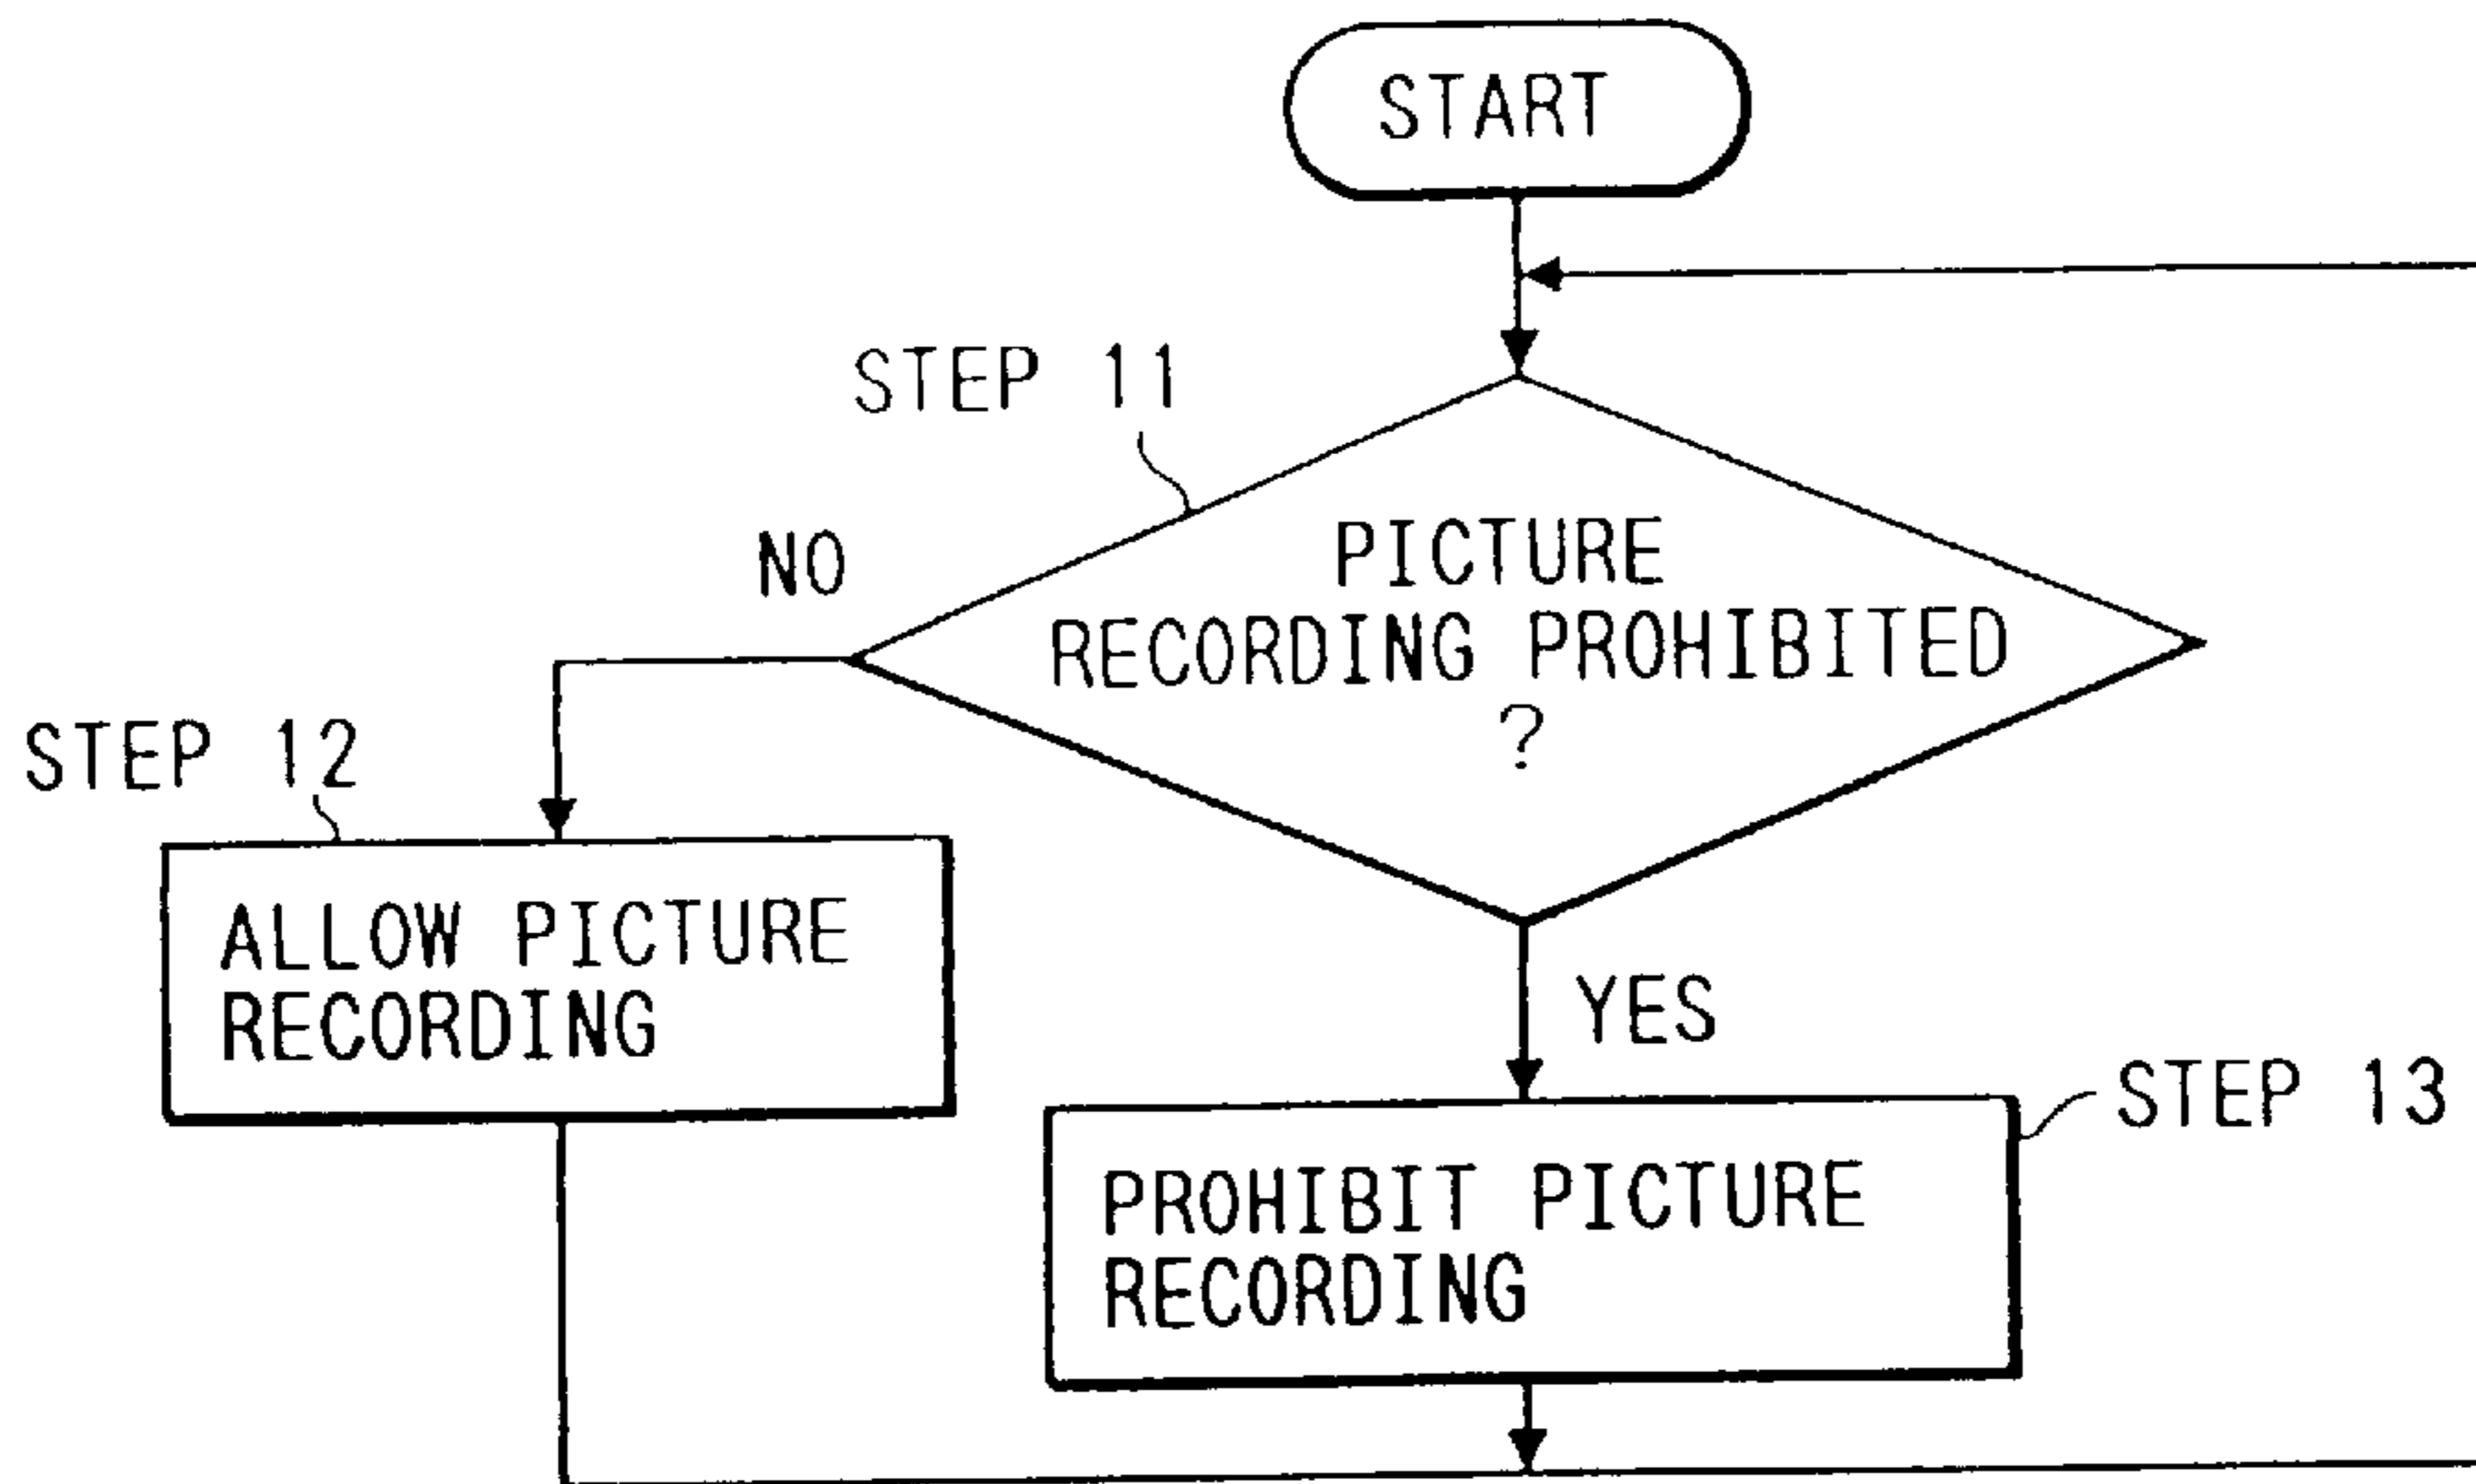 START
STEP 11
NO
PICTURE
RECORDING PROHIBITED
?
STEP 12
ALLOW PICTURE
RECORDING
YES
STEP 13
PROHIBIT PICTURE
RECORDING